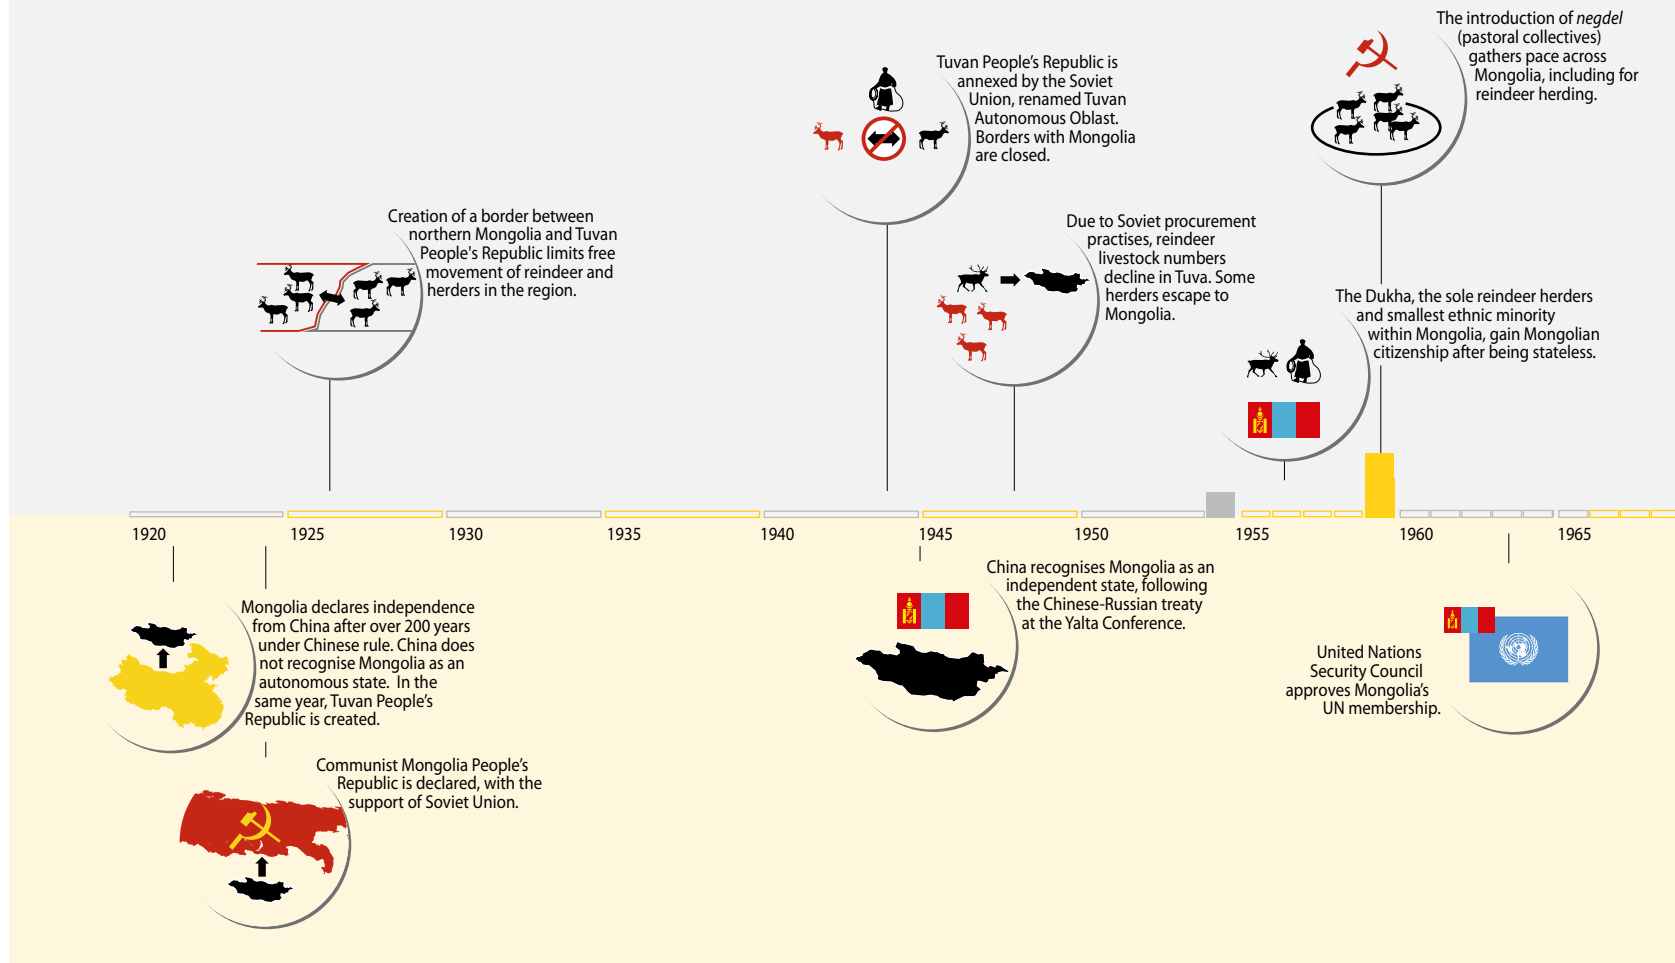 The introduction of negdel
(pastoral collectives)
gathers pace across
Mongolia, including for
reindeer herding.
Tuvan People’s Republic is
annexed by the Soviet
Union, renamed Tuvan
Autonomous Oblast.
Borders with Mongolia
are closed.
Creation of a border between
northern Mongolia and Tuvan
People's Republic limits free
movement of reindeer and
herders in the region.
Due to Soviet procurement
practises, reindeer
livestock numbers
decline in Tuva. Some
herders escape to
Mongolia.
The Dukha, the sole reindeer herders
and smallest ethnic minority
within Mongolia, gain Mongolian
citizenship after being stateless.
1920
1925
1930
1935
1940
1945
1950
1955
1960
1965
Mongolia declares independence
from China after over 200 years
under Chinese rule. China does
not recognise Mongolia as an
autonomous state. In the
same year, Tuvan People’s
Republic is created.
Communist Mongolia People’s
Republic is declared, with the
support of Soviet Union.
China recognises Mongolia as an
independent state, following
the Chinese-Russian treaty
at the Yalta Conference.
United Nations
Security Council
approves Mongolia’s
UN membership.